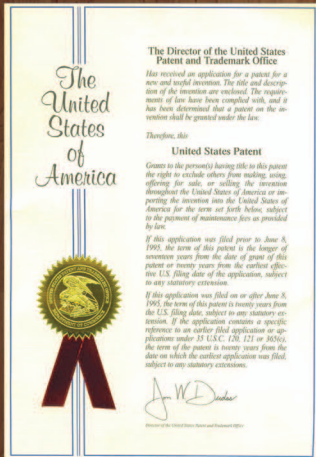 The
United
States
of
America
The Director of the United States
Patent and Trademark Office
Has received an application for a patent for a
new and useful invention. The title and descrip-
tion of the invention are enclosed. The require-
ments of law have been complied with, and it
has been determined that a patent on the in-
vention shall be granted under the law.
Therefore, this
United States Patent
Grants to the person(s) having title to this patent
the right to exclude others from making, using,
offering for sale, or selling the invention
throughout the United States of America or im-
porting the invention into the United States of
America for the term set forth below, subject
to the payment of maintenance fees as provided
by law.
If this application was filed prior to June 8,
1995, the term of this patent is the longer of
seventeen years from the date of grant of this
patent or twenty years from the earliest effec-
tive U.S. filing date of the application, subject
to any statutory extension.
If this application was filed on or after June 8,
1995, the term of this patent is twenty years from
the U.S. filing date, subject to any statutory ex-
tension. If the application contains a specific
reference to an earlier filed application or ap-
plications under 35 U.S.C. 120, 121 or 365(c),
the term of the patent is twenty years from the
date on which the earliest application was filed,
subject to any statutory extensions.
Jon W Dudas
Director of the United States Patent and Trademark Office